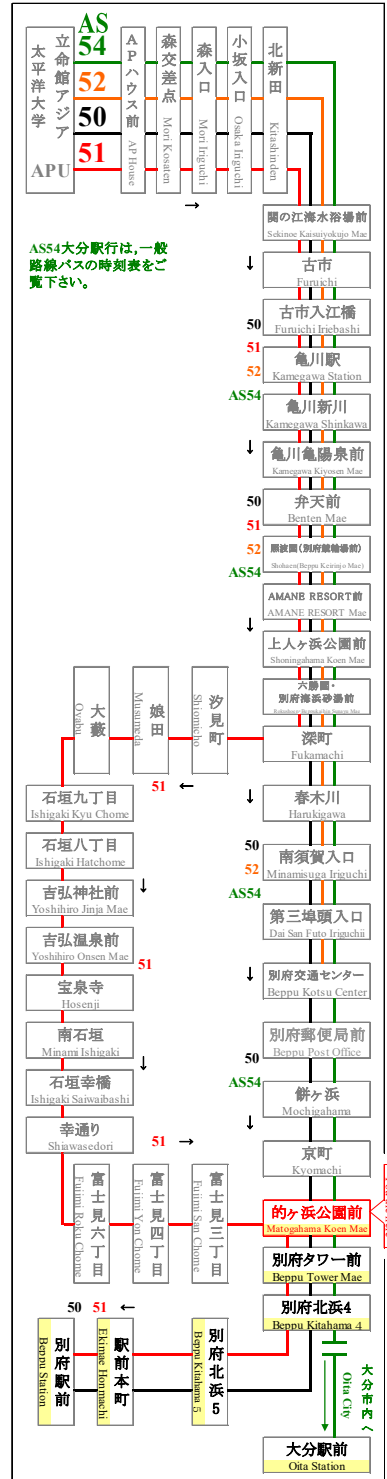 立命館アジア
太平洋大学
APU
AS
54
52
50
51
APハウス前
AP House
森交差点
Mori Kosaten
森入口
Mori Iriguchi
小坂入口
Osaka Iriguchi
北新田
Kitashinden
→
AS54大分駅行は,一般
路線バスの時刻表をご
覧下さい。
関の江海水浴場前
Sekinoe Kaisuiyokujo Mae
↓
古市
Furuichi
古市入江橋
Furuichi Iriebashi
50
51
52
AS54
亀川駅
Kamegawa Station
亀川新川
Kamegawa Shinkawa
↓
亀川亀陽泉前
Kamegawa Kiyosen Mae
50
51
52
AS54
弁天前
Benten Mae
照波園(別府競輪場前)
Shohaen(Beppu Keirinjo Mae)
AMANE RESORT前
AMANE RESORT Mae
↓
上人ヶ浜公園前
Shoningahama Koen Mae
六勝園・
別府海浜砂湯前
深町
Fukamachi
汐見町
Shiomicho
娘田
Musumeda
大藪
Oyabu
51 ←
石垣九丁目
Ishigaki Kyu Chome
石垣八丁目
Ishigaki Hatchome
↓
吉弘神社前
Yoshihiro Jinja Mae
吉弘温泉前
Yoshihiro Onsen Mae
51
宝泉寺
Hosenji
南石垣
Minami Ishigaki
↓
石垣幸橋
Ishigaki Saiwaibashi
幸通り
Shiawasedori
51 →
富士見六丁目
Fujimi Roku Chome
富士見四丁目
Fujimi Yon Chome
富士見三丁目
Fujimi San Chome
↓
春木川
Harukigawa
50
52
AS54
南須賀入口
Minamisuga Iriguchi
第三埠頭入口
Dai San Futo Iriguchii
↓
別府交通センター
Beppu Kotsu Center
別府郵便局前
Beppu Post Office
50
AS54
餅ヶ浜
Mochigahama
↓
京町
Kyomachi
的ヶ浜公園前
Matogahama Koen Mae
別府タワー前
Beppu Tower Mae
別府北浜4
Beppu Kitahama 4
別府北浜5
Beppu Kitahama 5
駅前本町
Ekimae Honmachi
別府駅前
Beppu Station
50 51 ←
大分市内へ
Oita City
大分駅前
Oita Station